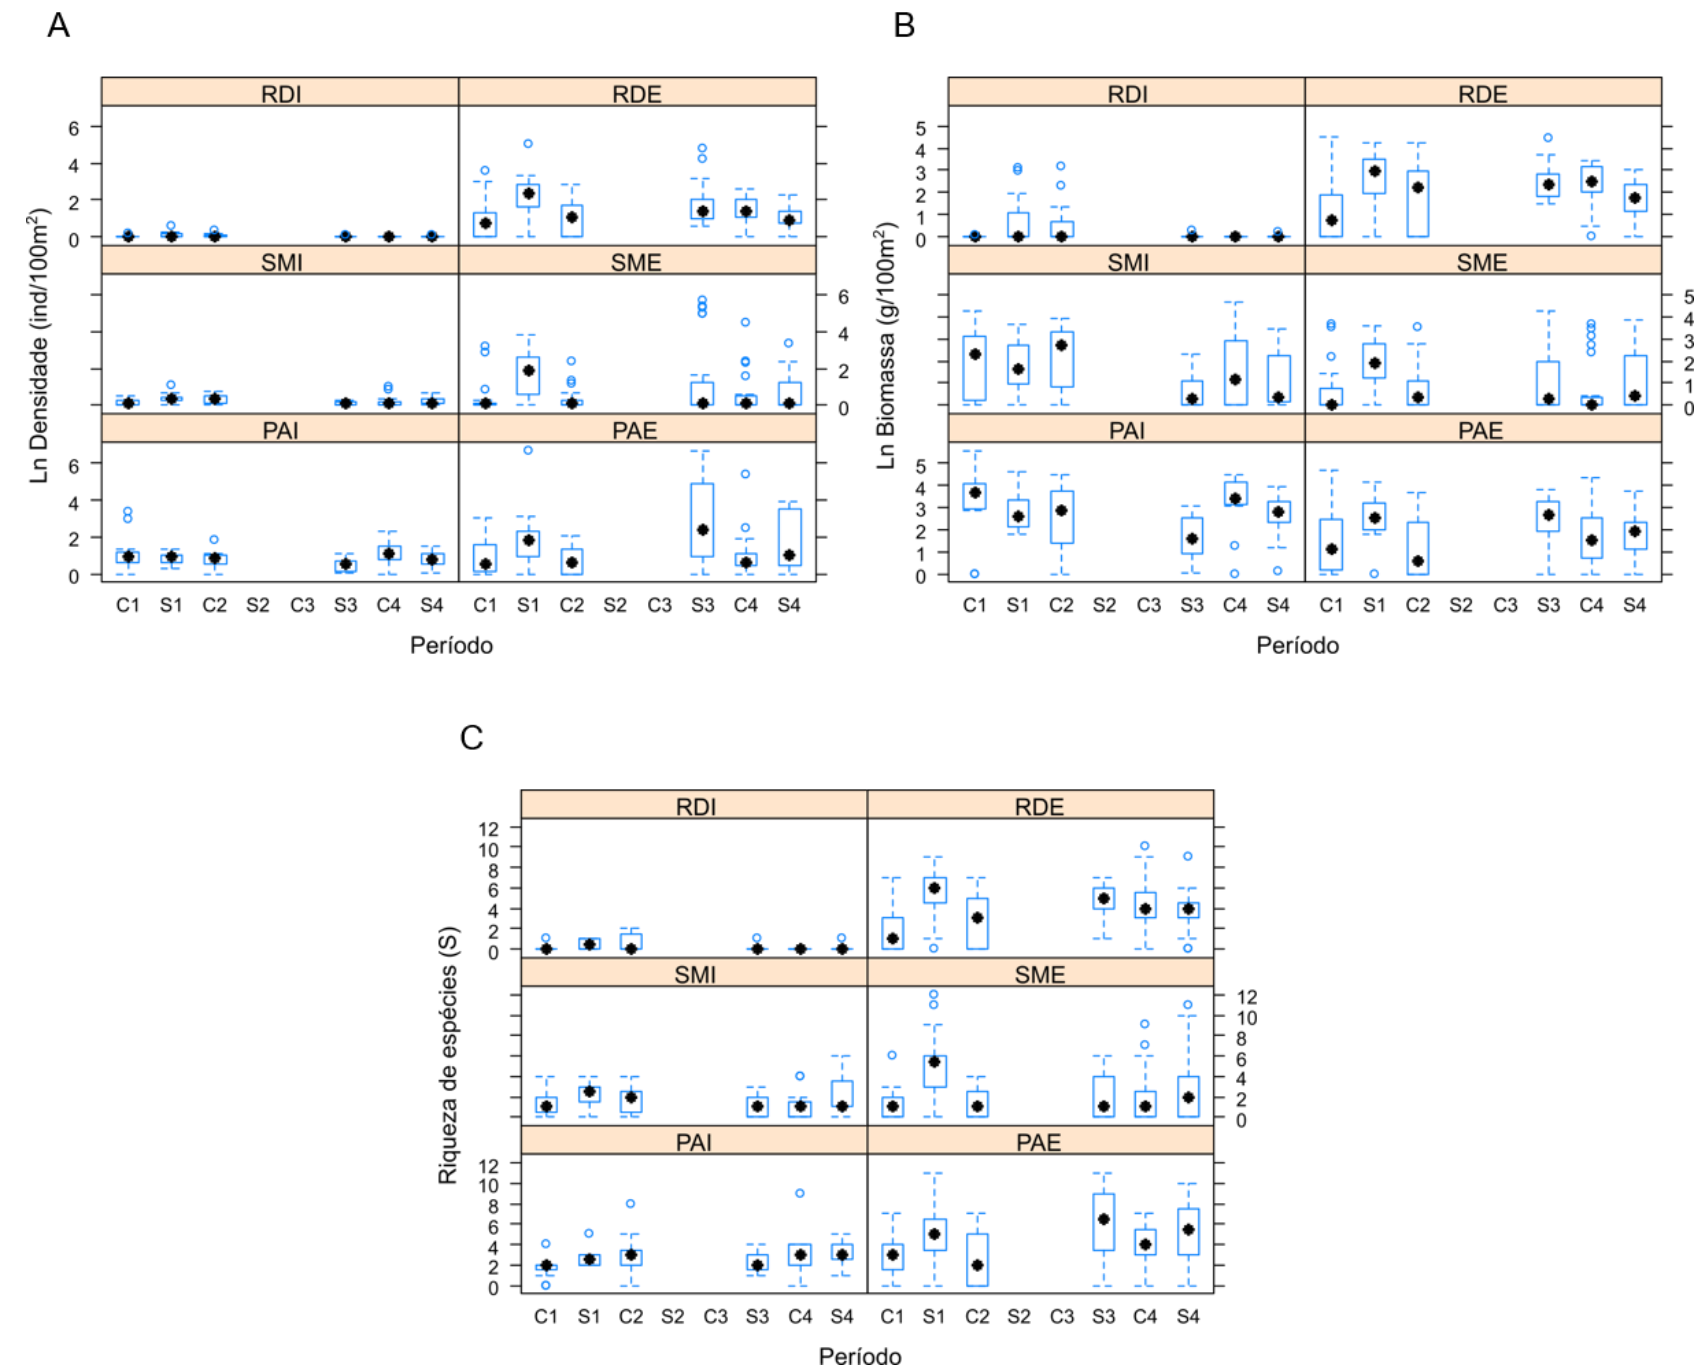 A
RDI RDE
6
4
2
0
SMI SME
6
4
2
0
PAI PAE
6
4
2
0
C1 S1 C2 S2 C3 S3 C4 S4 C1 S1 C2 S2 C3 S3 C4 S4
Período
Ln Densidade (ind/100m²)
B
RDI RDE
5
4
3
2
1
0
SMI SME
5
4
3
2
1
0
PAI PAE
5
4
3
2
1
0
C1 S1 C2 S2 C3 S3 C4 S4 C1 S1 C2 S2 C3 S3 C4 S4
Período
Ln Biomassa (g/100m²)
C
RDI RDE
12
10
8
6
4
2
0
SMI SME
12
10
8
6
4
2
0
PAI PAE
12
10
8
6
4
2
0
C1 S1 C2 S2 C3 S3 C4 S4 C1 S1 C2 S2 C3 S3 C4 S4
Período
Riqueza de espécies (S)